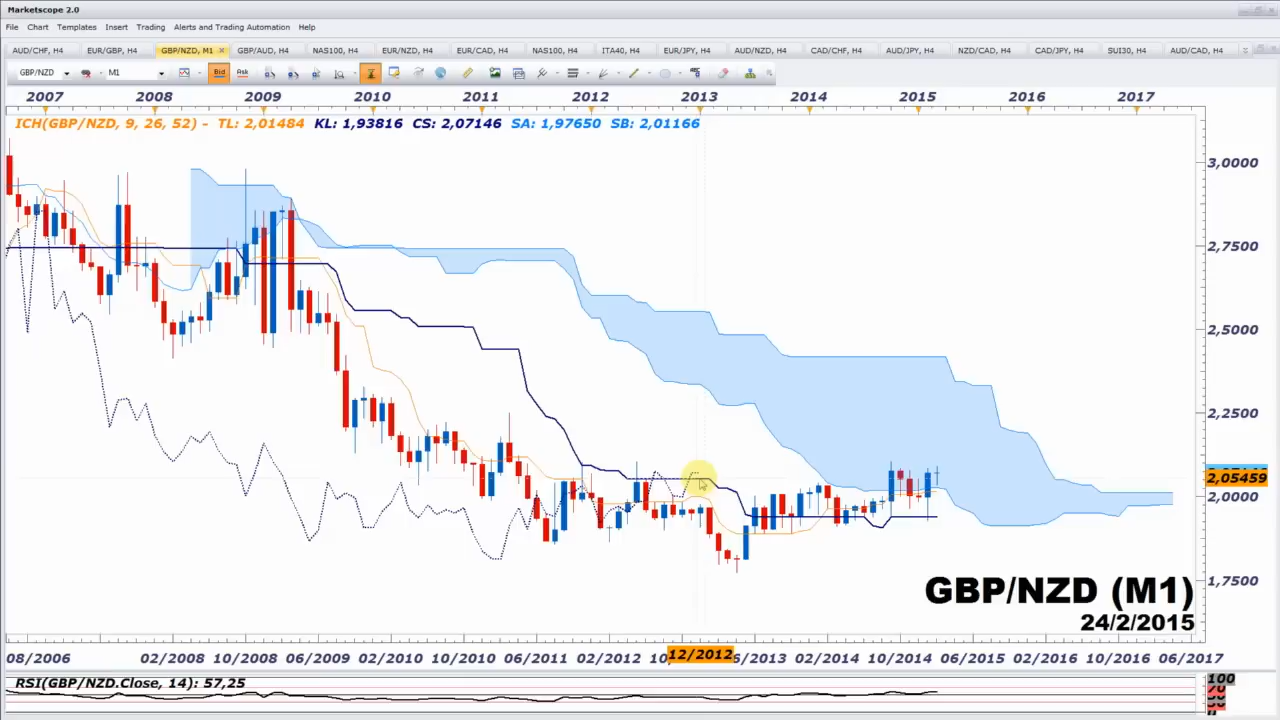 Marketscope 2.0
File Chart Templates Insert Trading Alerts and Trading Automation Help
AUD/CHF, H4 EUR/GBP, H4 GBP/NZD, M1 GBP/AUD, H4 NAS100, H4 EUR/NZD, H4 EUR/CAD, H4 NAS100, H4 ITA40, H4 EUR/JPY, H4 AUD/NZD, H4 CAD/CHF, H4 AUD/JPY, H4 NZD/CAD, H4 CAD/JPY, H4 SUI30, H4 AUD/CAD, H4
GBP/NZD M1 Bid Ask
2007 2008 2009 2010 2011 2012 2013 2014 2015 2016 2017
ICH(GBP/NZD, 9, 26, 52) - TL: 2,01484 KL: 1,93816 CS: 2,07146 SA: 1,97650 SB: 2,01166
3,0000
2,7500
2,5000
2,2500
2,05459
2,0000
1,7500
GBP/NZD (M1)
24/2/2015
08/2006 02/2008 10/2008 06/2009 02/2010 10/2010 06/2011 02/2012 12/2012 02/2014 10/2014 06/2015 02/2016 10/2016 06/2017
RSI(GBP/NZD.Close, 14): 57,25
100
70